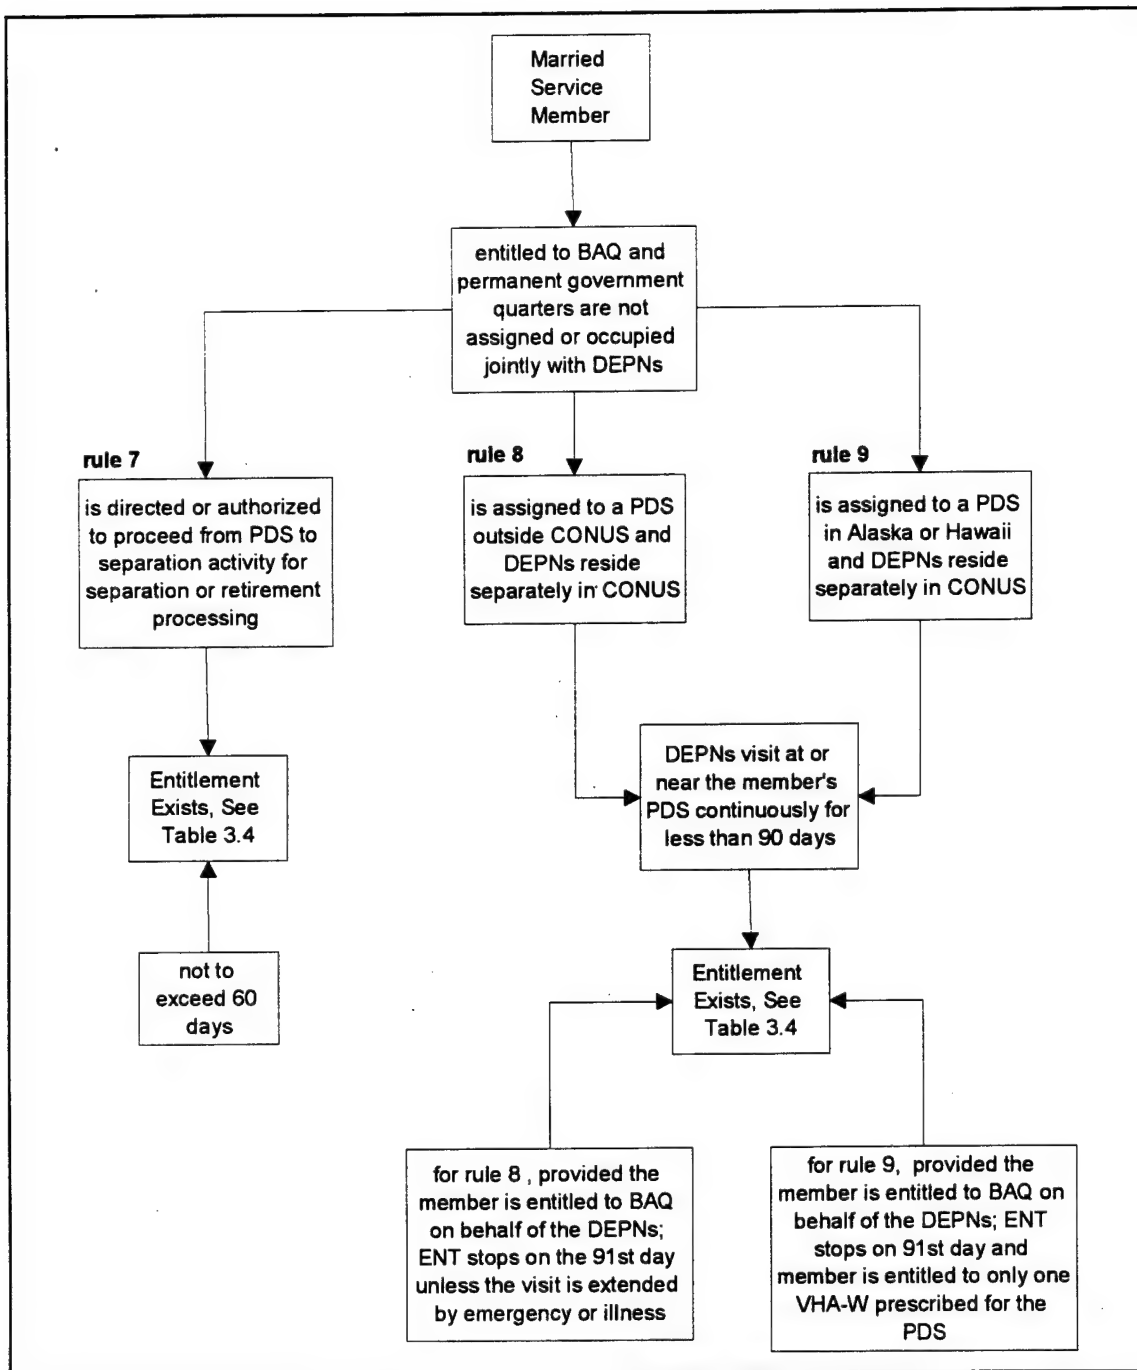 Married
Service
Member
entitled to BAQ and
permanent government
quarters are not
assigned or occupied
jointly with DEPNs
rule 7
is directed or authorized
to proceed from PDS to
separation activity for
separation or retirement
processing
rule 8
is assigned to a PDS
outside CONUS and
DEPNs reside
separately in CONUS
rule 9
is assigned to a PDS
in Alaska or Hawaii
and DEPNs reside
separately in CONUS
Entitlement
Exists, See
Table 3.4
DEPNs visit at or
near the member's
PDS continuously for
less than 90 days
not to
exceed 60
days
Entitlement
Exists, See
Table 3.4
for rule 8 , provided the
member is entitled to BAQ
on behalf of the DEPNs;
ENT stops on the 91st day
unless the visit is extended
by emergency or illness
for rule 9, provided the
member is entitled to BAQ on
behalf of the DEPNs; ENT
stops on 91st day and
member is entitled to only one
VHA-W prescribed for the
PDS